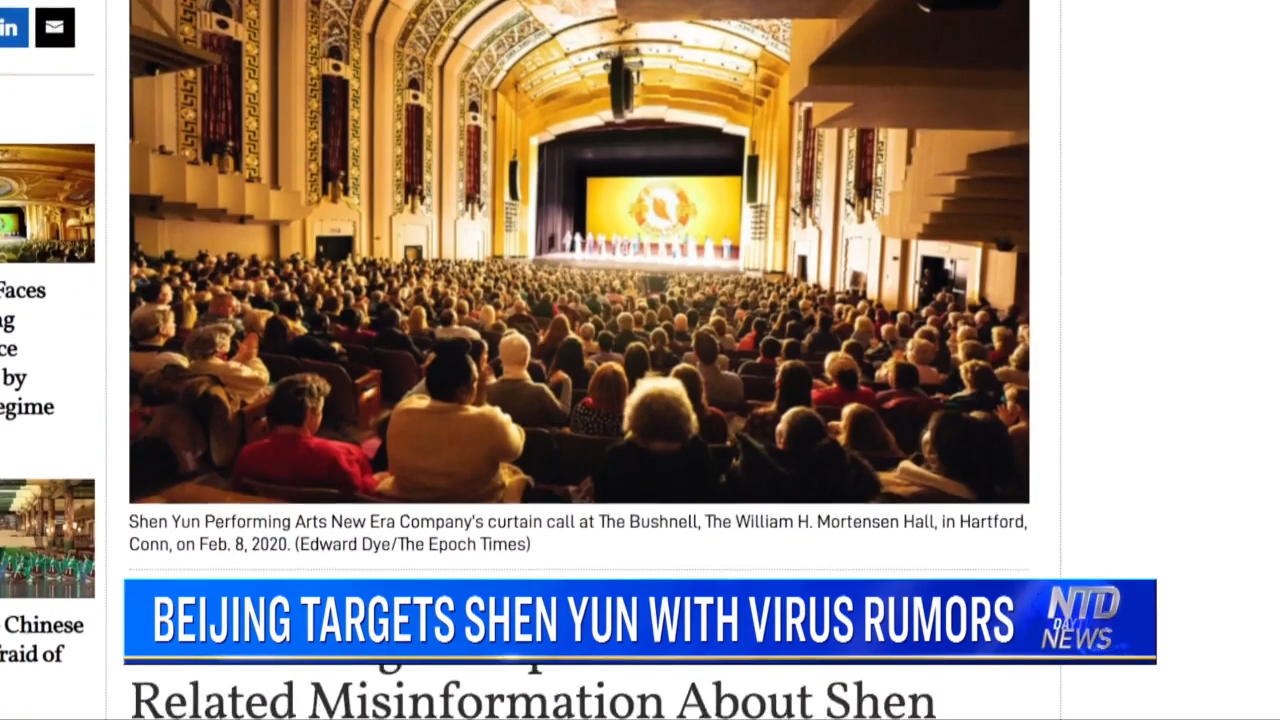 in
Faces
ng
ce
by
egime
Chinese
raid of
Shen Yun Performing Arts New Era Company's curtain call at The Bushnell, The William H. Mortensen Hall, in Hartford,
Conn, on Feb. 8, 2020. (Edward Dye/The Epoch Times)
BEIJING TARGETS SHEN YUN WITH VIRUS RUMORS
NTD
DAY
NEWS
Related Misinformation About Shen